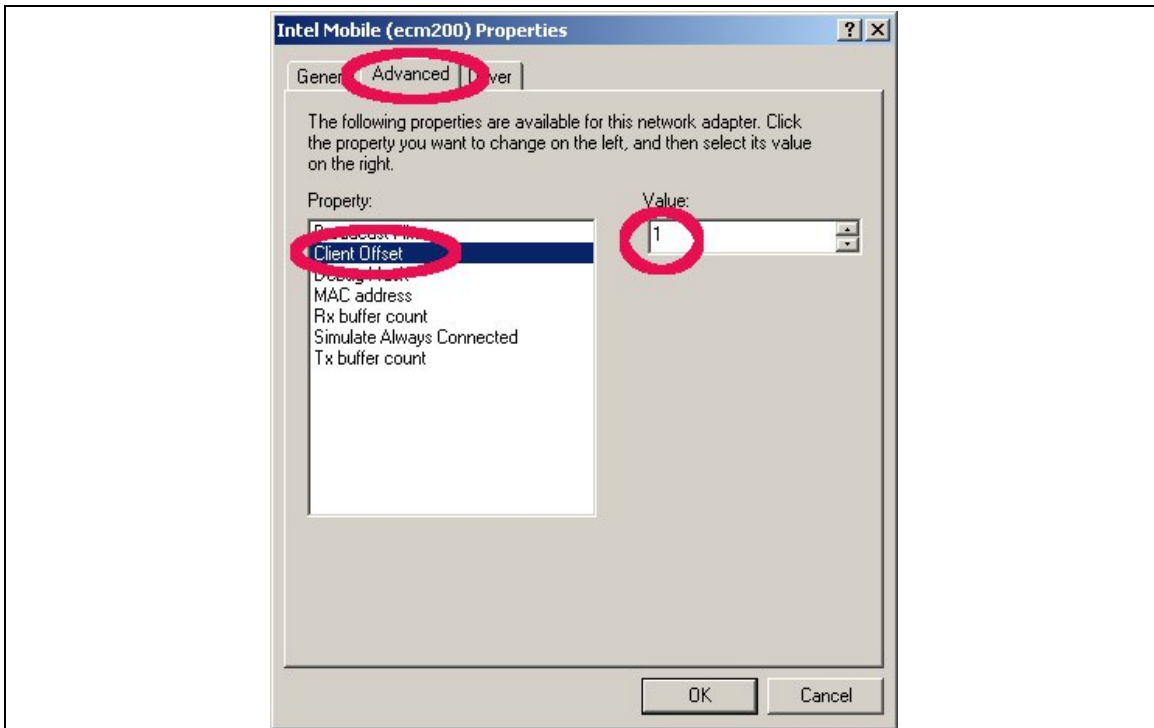 Intel Mobile (ecm200) Properties
Advanced
The following properties are available for this network adapter. Click
the property you want to change on the left, and then select its value
on the right.
Property:
Value:
Client Offset
1
MAC address
Rx buffer count
Simulate Always Connected
Tx buffer count
OK Cancel